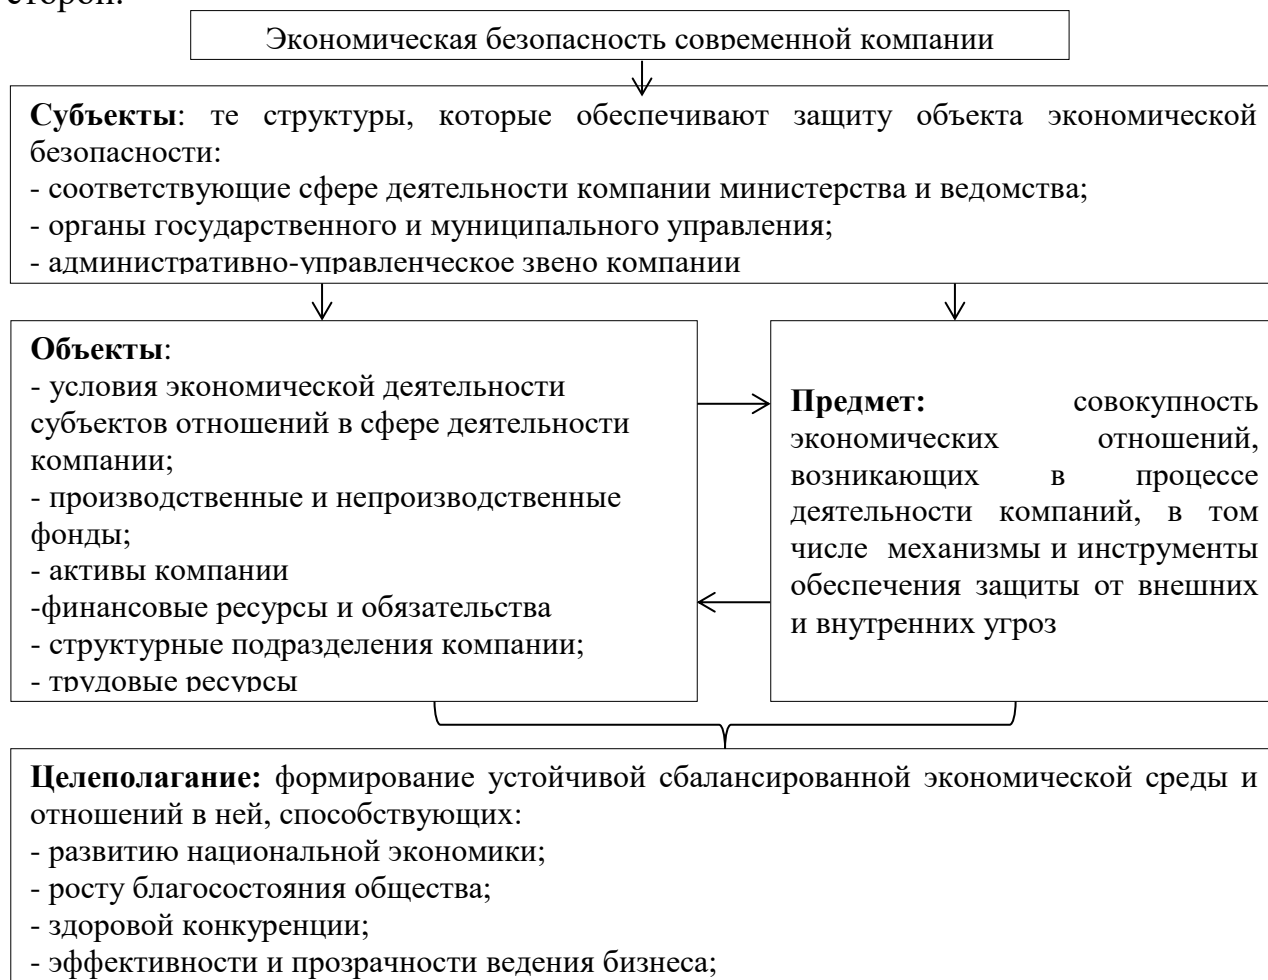 сторон.
Экономическая безопасность современной компании
Субъекты: те структуры, которые обеспечивают защиту объекта экономической
безопасности:
- соответствующие сфере деятельности компании министерства и ведомства;
- органы государственного и муниципального управления;
- административно-управленческое звено компании
Объекты:
- условия экономической деятельности
субъектов отношений в сфере деятельности
компании;
- производственные и непроизводственные
фонды;
- активы компании
-финансовые ресурсы и обязательства
- структурные подразделения компании;
- трудовые ресурсы
Предмет: совокупность
экономических отношений,
возникающих в процессе
деятельности компаний, в том
числе механизмы и инструменты
обеспечения защиты от внешних
и внутренних угроз
Целеполагание: формирование устойчивой сбалансированной экономической среды и
отношений в ней, способствующих:
- развитию национальной экономики;
- росту благосостояния общества;
- здоровой конкуренции;
- эффективности и прозрачности ведения бизнеса;